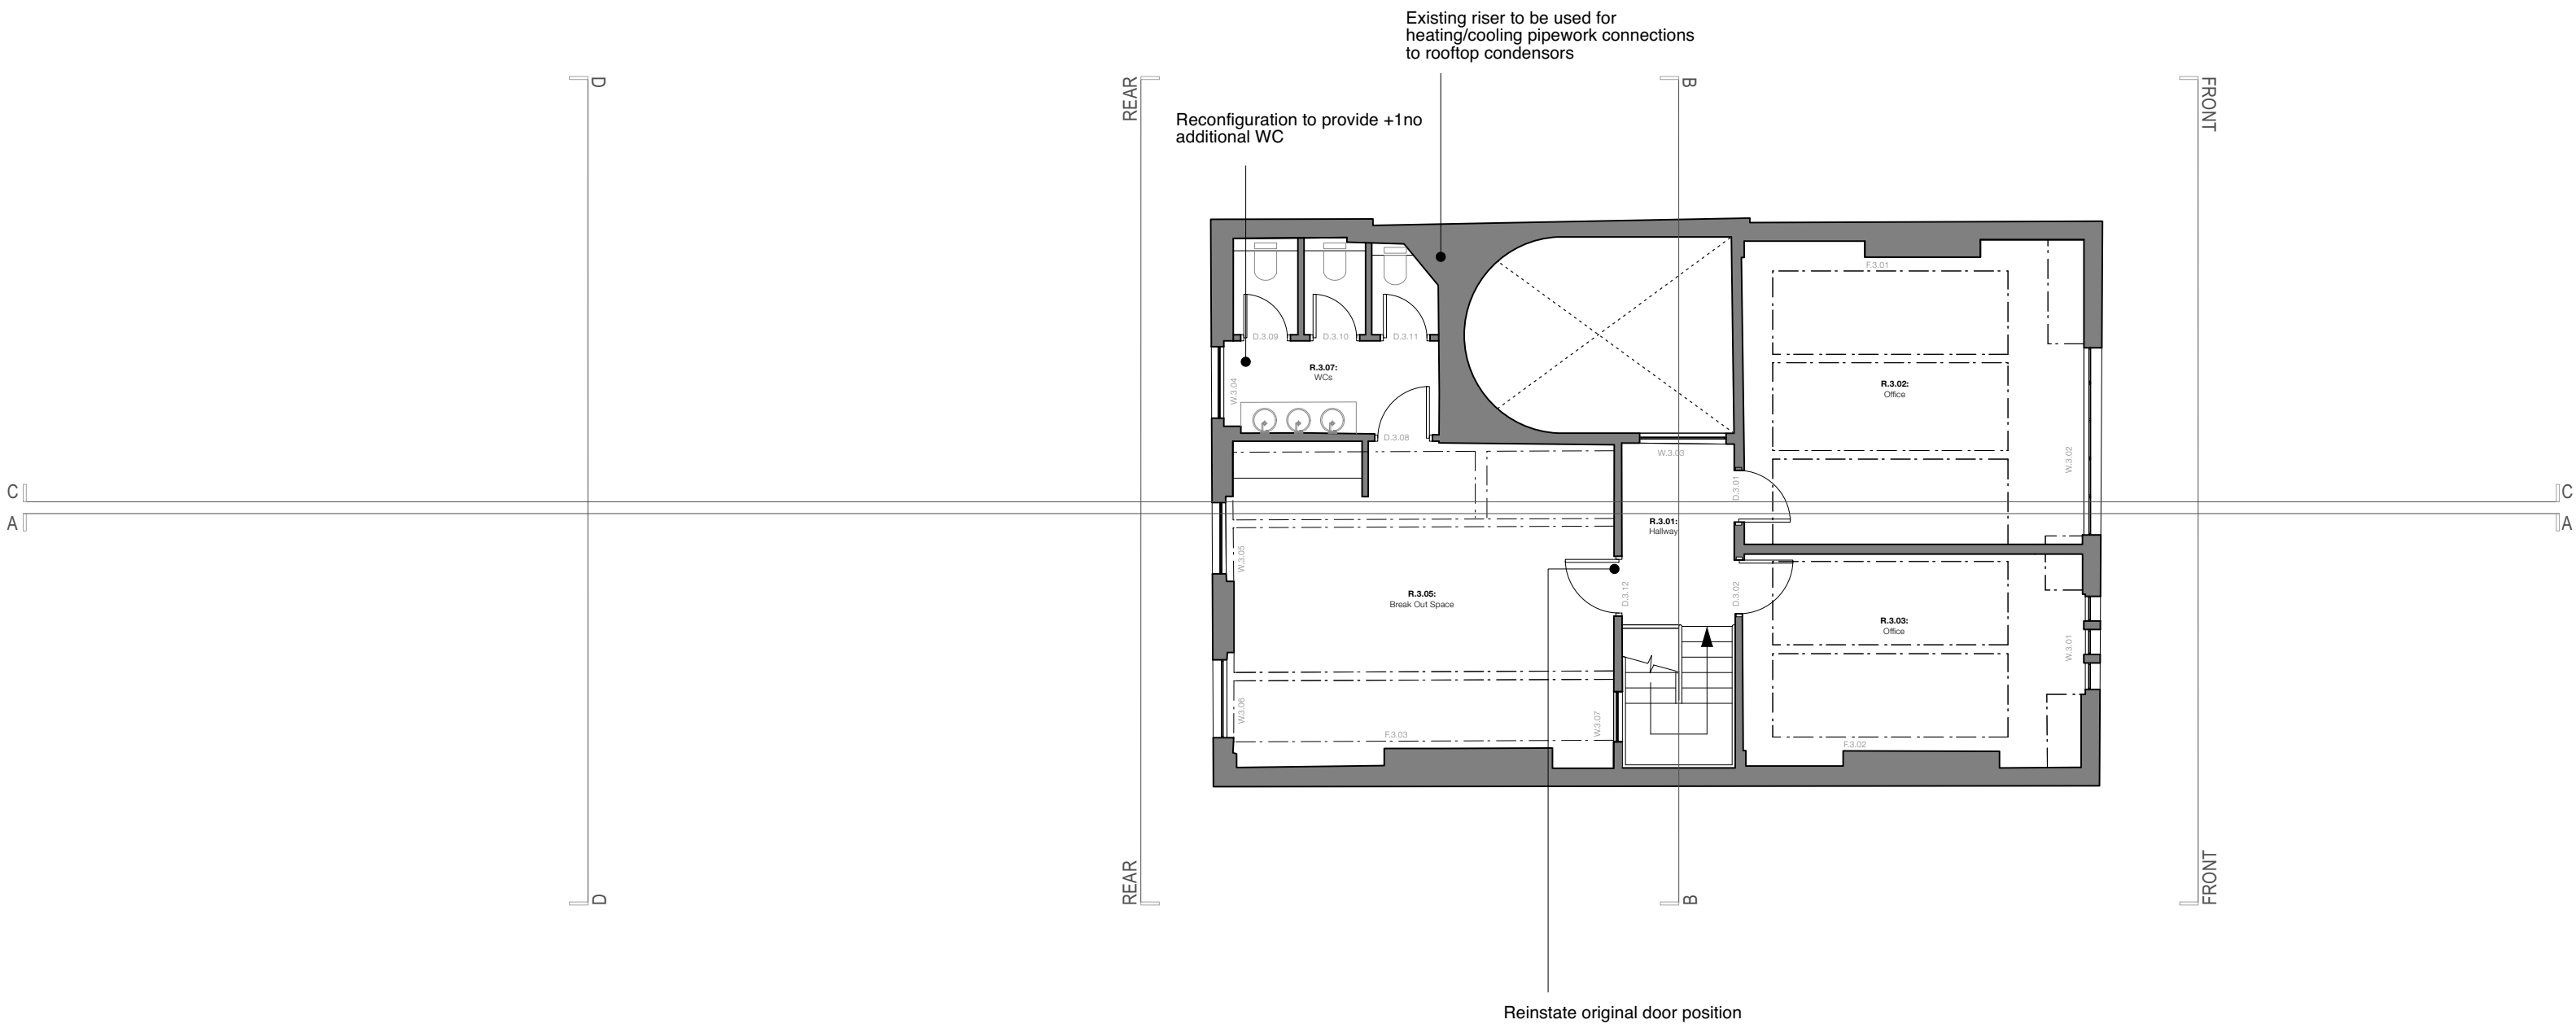 Existing riser to be used for
heating/cooling pipework connections
to rooftop condensors
D
REAR
B
FRONT
Reconfiguration to provide +1no
additional WC
F.3.01
D.3.09
D.3.10
D.3.11
R.3.07:
WCs
W.3.04
R.3.02:
Office
D.3.08
W.3.03
W.3.02
D.3.01
C
C
A
A
R.3.01:
Hallway
W.3.05
D.3.12
D.3.02
R.3.05:
Break Out Space
R.3.03:
Office
W.3.01
W.3.06
W.3.07
F.3.03
F.3.02
D
REAR
B
FRONT
Reinstate original door position